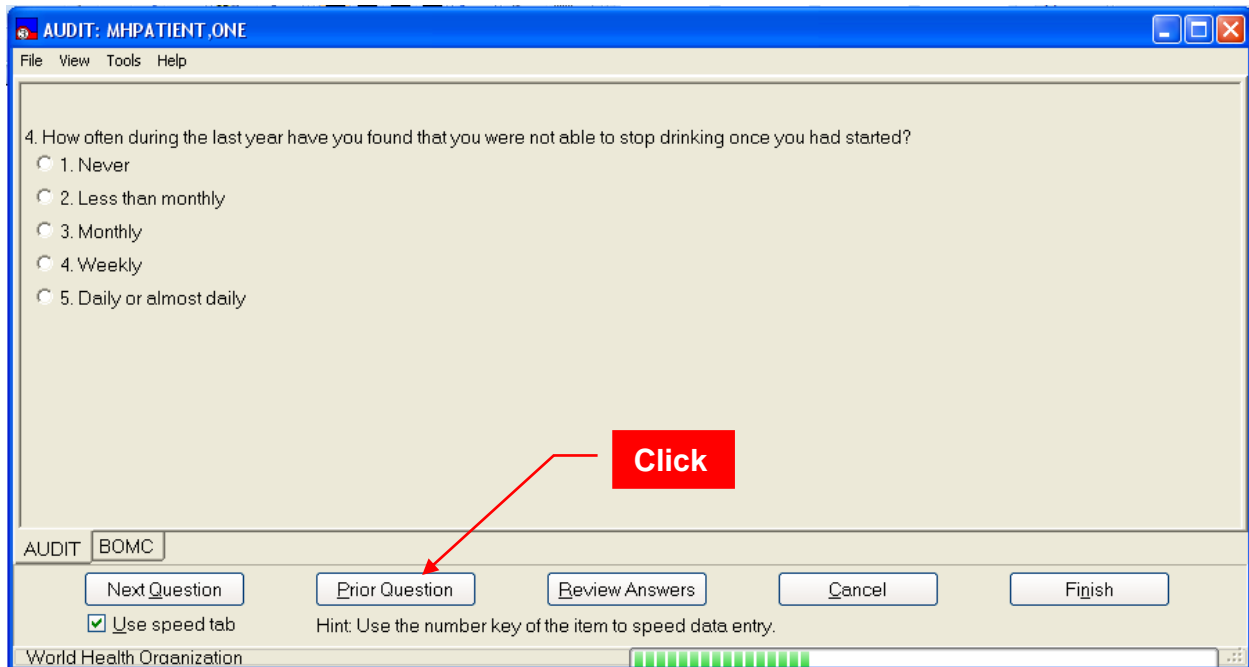 AUDIT: MHPATIENT,ONE
File View Tools Help
4. How often during the last year have you found that you were not able to stop drinking once you had started?
1. Never
2. Less than monthly
3. Monthly
4. Weekly
5. Daily or almost daily
Click
AUDIT BOMC
Next Question Prior Question Review Answers Cancel Finish
Use speed tab Hint: Use the number key of the item to speed data entry.
World Health Organization